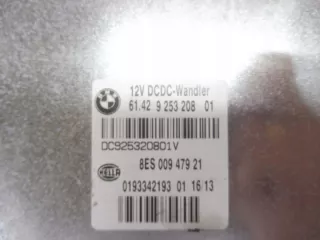 12V DCDC-Wandler
61.42 9 253 208 01
DC925320801V
8ES 009 479 21
HELLA
0193342193 01 16 13